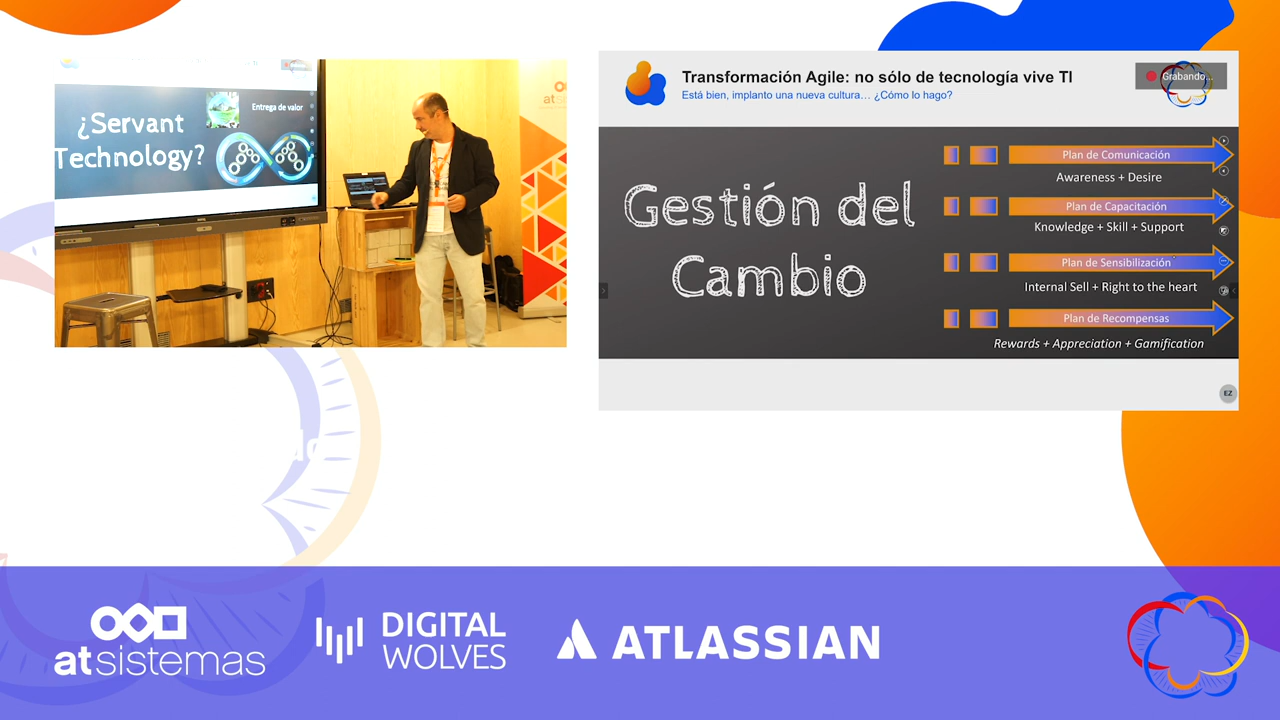 Entrega de valor
¿Servant
Technology?
Transformación Agile: no sólo de tecnología vive TI
Está bien, implanto una nueva cultura... ¿Cómo lo hago?
Grabando...
Gestión del
Cambio
Plan de Comunicación
Awareness + Desire
Plan de Capacitación
Knowledge + Skill + Support
Plan de Sensibilización
Internal Sell + Right to the heart
Plan de Recompensas
Rewards + Appreciation + Gamification
EZ
atsistemas
DIGITAL
WOLVES
ATLASSIAN